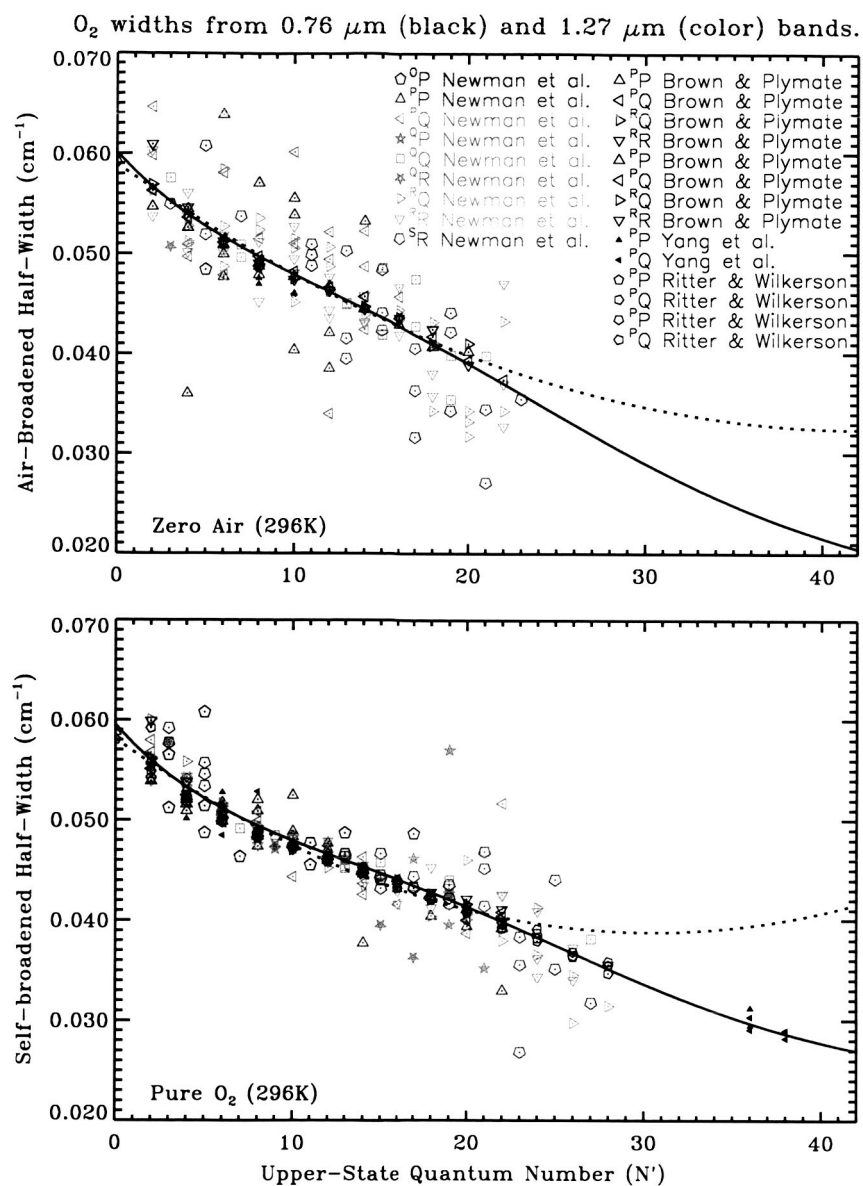 O₂ widths from 0.76 μm (black) and 1.27 μm (color) bands.
0.070
0.060
0.050
0.040
0.030
0.020
Air-Broadened Half-Width (cm⁻¹)
ᴼP Newman et al.
ᴾP Newman et al.
ᴾQ Newman et al.
ᵠP Newman et al.
ᵠQ Newman et al.
ᵠR Newman et al.
ᴿQ Newman et al.
ᴿR Newman et al.
ˢR Newman et al.
ᴾP Brown & Plymate
ᴾQ Brown & Plymate
ᴿQ Brown & Plymate
ᴿR Brown & Plymate
ᴾP Brown & Plymate
ᴾQ Brown & Plymate
ᴿQ Brown & Plymate
ᴿR Brown & Plymate
ᴾP Yang et al.
ᴾQ Yang et al.
ᴾP Ritter & Wilkerson
ᴾQ Ritter & Wilkerson
ᴾP Ritter & Wilkerson
ᴾQ Ritter & Wilkerson
Zero Air (296K)
0 10 20 30 40
0.070
0.060
0.050
0.040
0.030
0.020
Self-broadened Half-Width (cm⁻¹)
Pure O₂ (296K)
0 10 20 30 40
Upper-State Quantum Number (N')